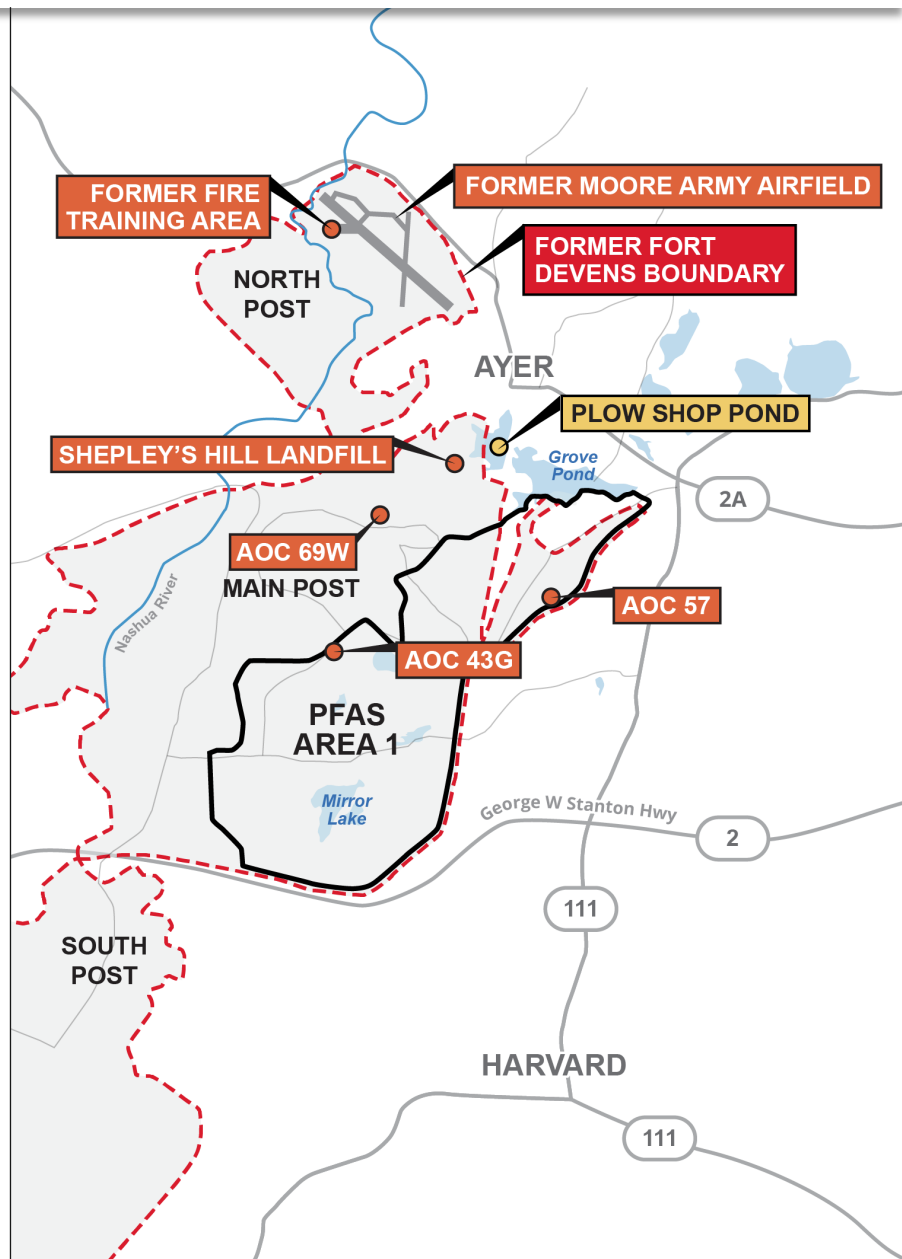 FORMER FIRE
TRAINING AREA
FORMER MOORE ARMY AIRFIELD
FORMER FORT
DEVENS BOUNDARY
NORTH
POST
AYER
PLOW SHOP POND
SHEPLEY'S HILL LANDFILL
Grove
Pond
2A
AOC 69W
MAIN POST
Nashua River
AOC 57
AOC 43G
PFAS
AREA 1
Mirror
Lake
George W Stanton Hwy
2
111
SOUTH
POST
HARVARD
111